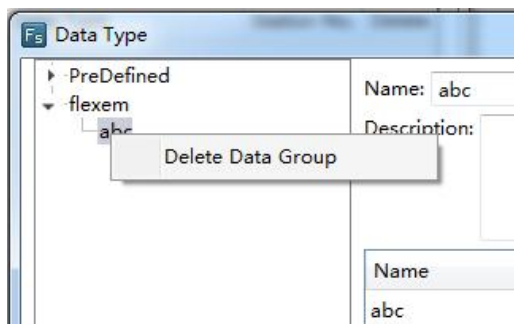 Fs Data Type
PreDefined
flexem
abc
Delete Data Group
Name: abc
Description:
Name
abc